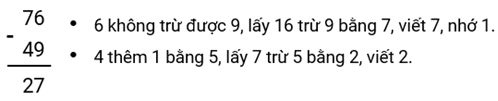 76
- 49
27
• 6 không trừ được 9, lấy 16 trừ 9 bằng 7, viết 7, nhớ 1.
• 4 thêm 1 bằng 5, lấy 7 trừ 5 bằng 2, viết 2.